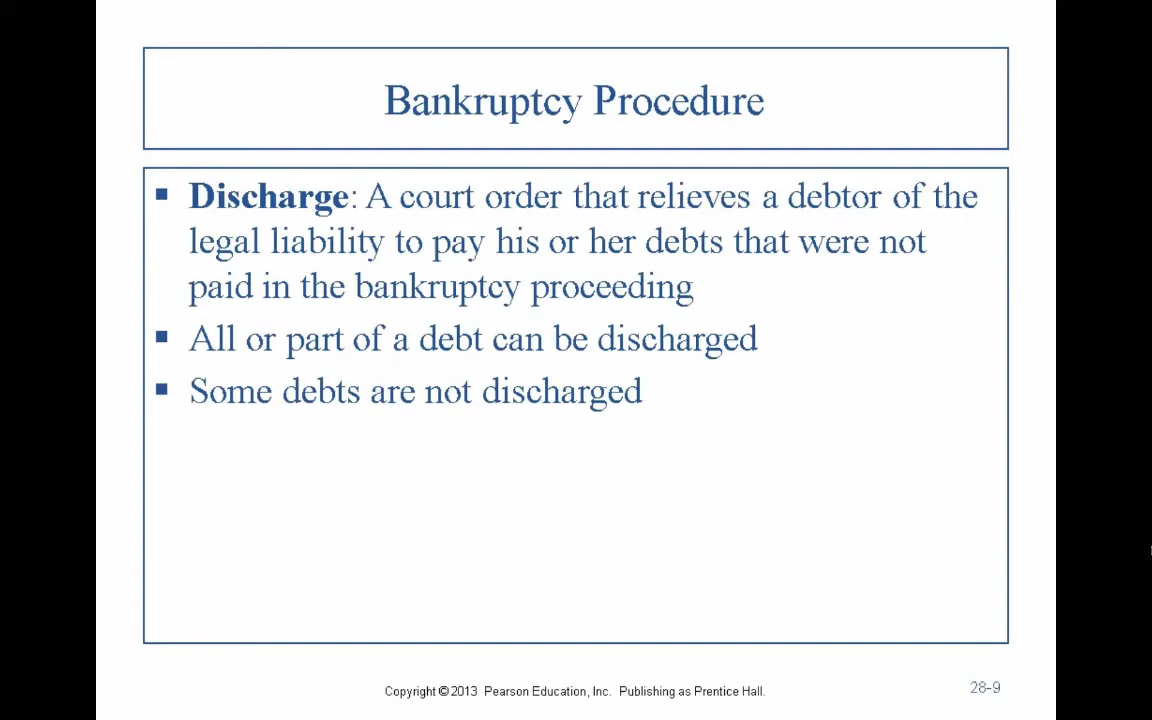 Bankruptcy Procedure
▪ Discharge: A court order that relieves a debtor of the
legal liability to pay his or her debts that were not
paid in the bankruptcy proceeding
▪ All or part of a debt can be discharged
▪ Some debts are not discharged
Copyright © 2013 Pearson Education, Inc. Publishing as Prentice Hall.
28-9